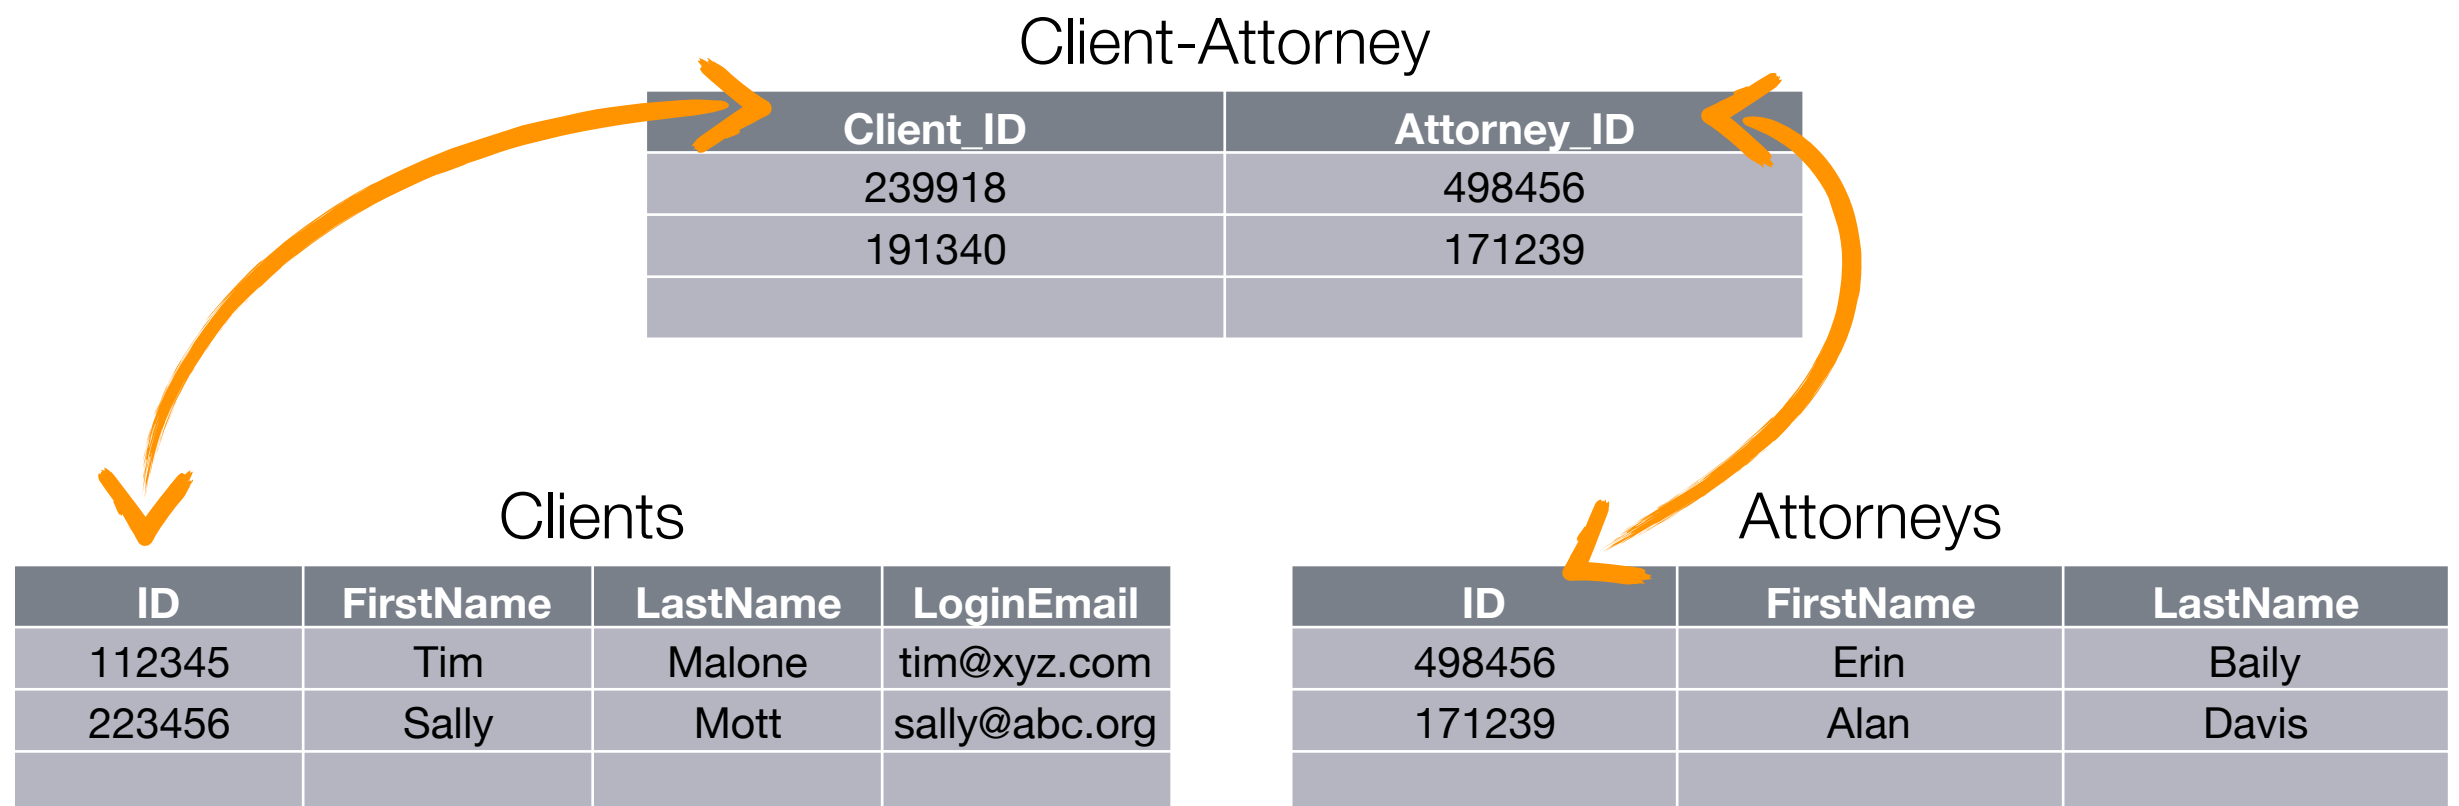 Client-Attorney
Client_ID Attorney_ID
239918 498456
191340 171239
Clients
ID FirstName LastName LoginEmail
112345 Tim Malone tim@xyz.com
223456 Sally Mott sally@abc.org
Attorneys
ID FirstName LastName
498456 Erin Baily
171239 Alan Davis